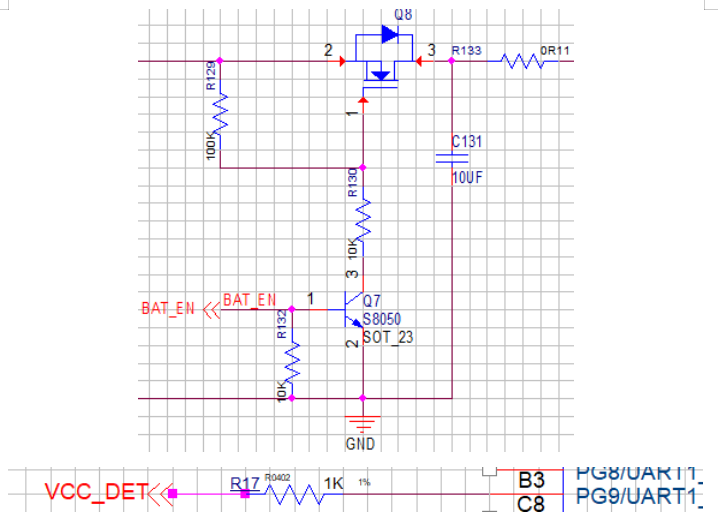 Q8
2
3
R133
0R11
R129
100K
1
C131
10UF
R130
10K
3
BAT_EN
BAT_EN
1
Q7
S8050
SOT_23
R132
2
10K
GND
VCC_DET
R17
R0402
1K
1%
B3
PG8/UART1_
C8
PG9/UART1_